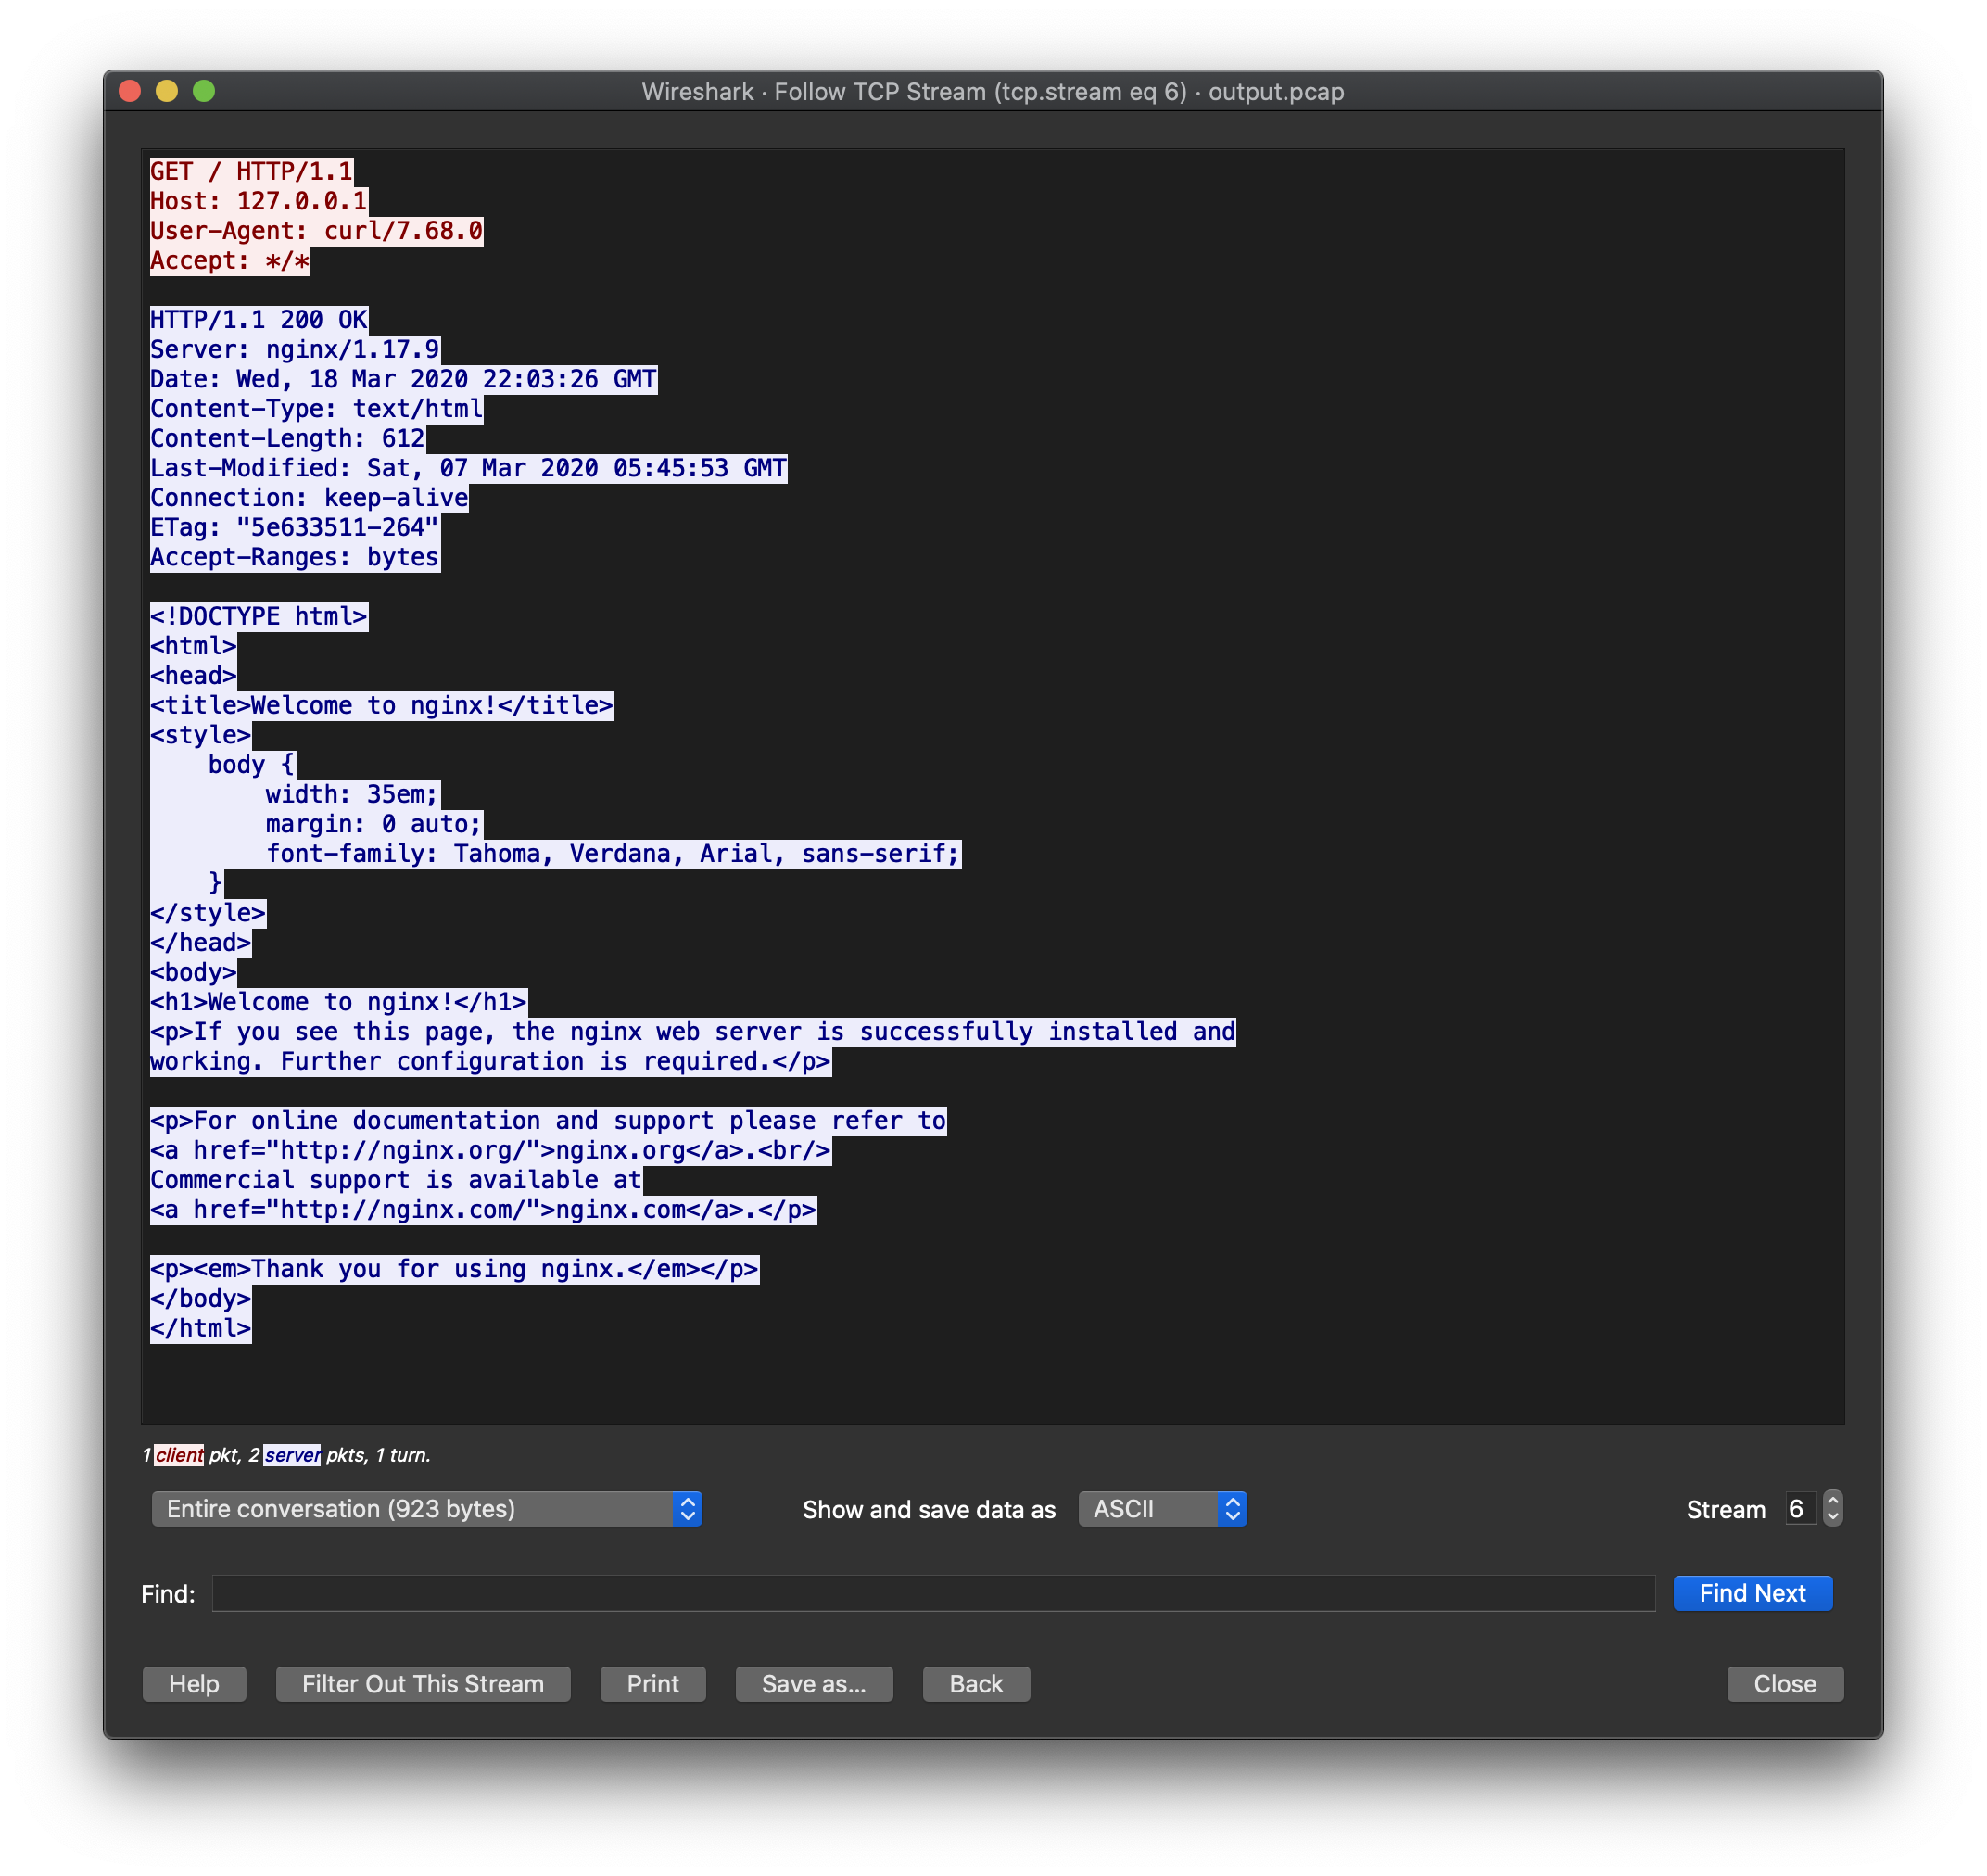 Wireshark · Follow TCP Stream (tcp.stream eq 6) · output.pcap
GET / HTTP/1.1
Host: 127.0.0.1
User-Agent: curl/7.68.0
Accept: */*

HTTP/1.1 200 OK
Server: nginx/1.17.9
Date: Wed, 18 Mar 2020 22:03:26 GMT
Content-Type: text/html
Content-Length: 612
Last-Modified: Sat, 07 Mar 2020 05:45:53 GMT
Connection: keep-alive
ETag: "5e633511-264"
Accept-Ranges: bytes

<!DOCTYPE html>
<html>
<head>
<title>Welcome to nginx!</title>
<style>
    body {
        width: 35em;
        margin: 0 auto;
        font-family: Tahoma, Verdana, Arial, sans-serif;
    }
</style>
</head>
<body>
<h1>Welcome to nginx!</h1>
<p>If you see this page, the nginx web server is successfully installed and
working. Further configuration is required.</p>

<p>For online documentation and support please refer to
<a href="http://nginx.org/">nginx.org</a>.<br/>
Commercial support is available at
<a href="http://nginx.com/">nginx.com</a>.</p>

<p><em>Thank you for using nginx.</em></p>
</body>
</html>
1 client pkt, 2 server pkts, 1 turn.
Entire conversation (923 bytes) Show and save data as ASCII Stream 6
Find: Find Next
Help Filter Out This Stream Print Save as... Back Close